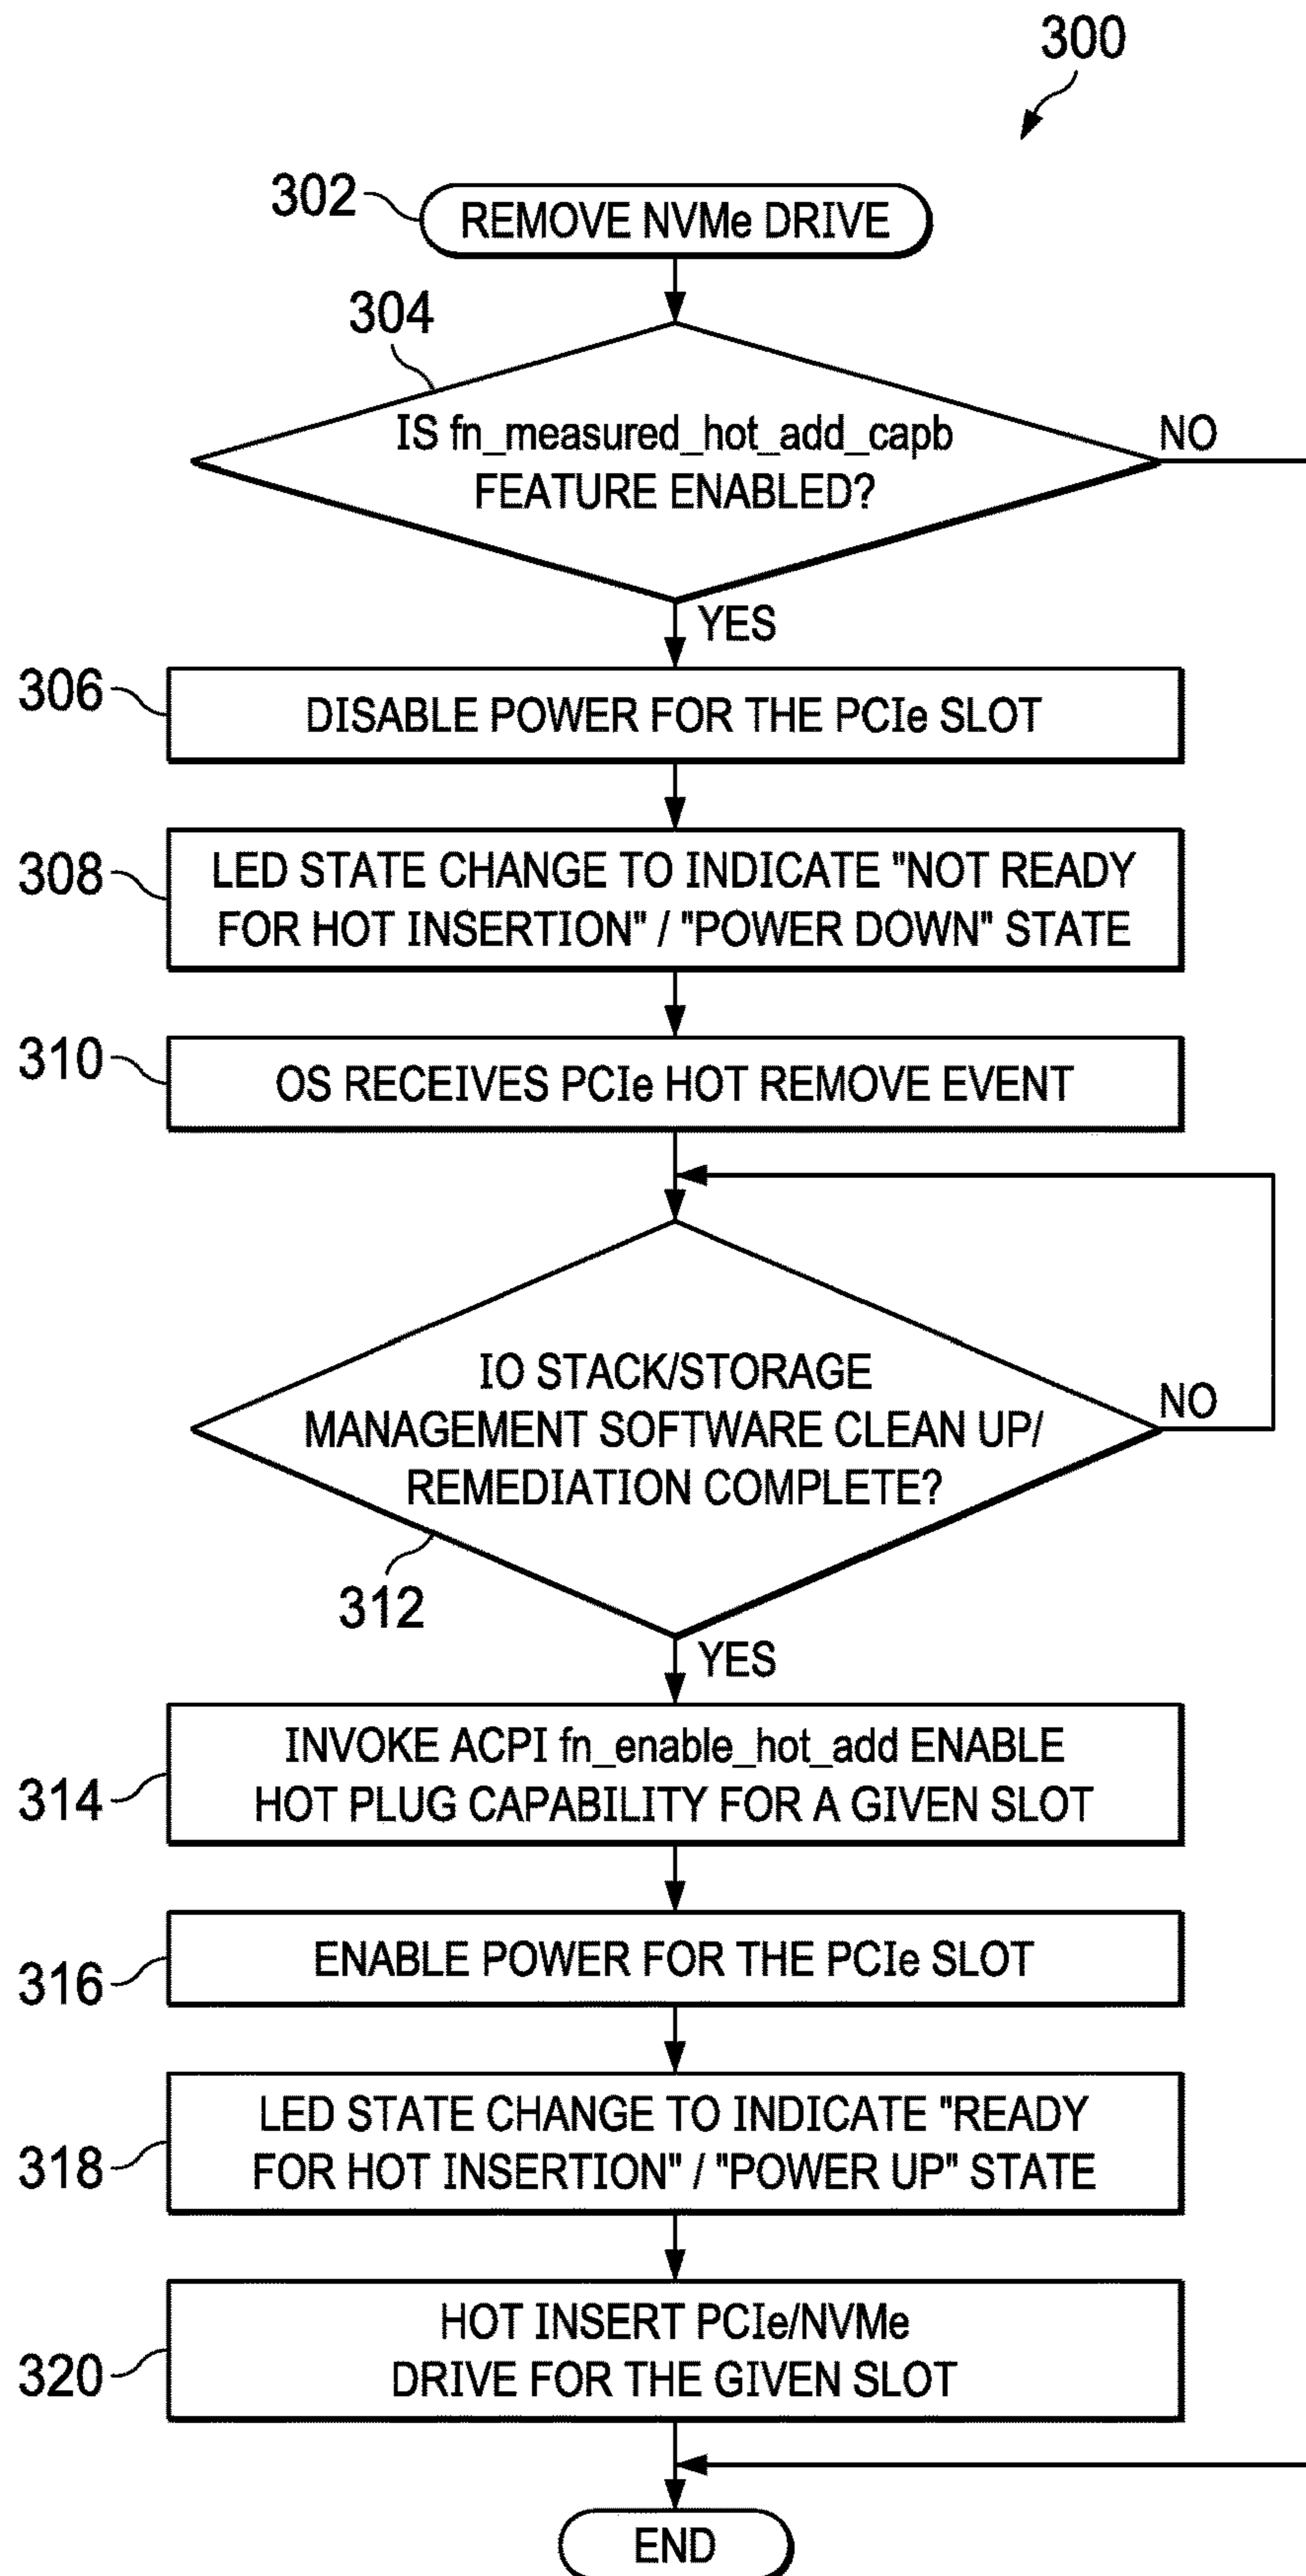 300
302
REMOVE NVMe DRIVE
304
IS fn_measured_hot_add_capb
FEATURE ENABLED?
NO
YES
306
DISABLE POWER FOR THE PCIe SLOT
308
LED STATE CHANGE TO INDICATE "NOT READY
FOR HOT INSERTION" / "POWER DOWN" STATE
310
OS RECEIVES PCIe HOT REMOVE EVENT
IO STACK/STORAGE
MANAGEMENT SOFTWARE CLEAN UP/
REMEDIATION COMPLETE?
NO
312
YES
314
INVOKE ACPI fn_enable_hot_add ENABLE
HOT PLUG CAPABILITY FOR A GIVEN SLOT
316
ENABLE POWER FOR THE PCIe SLOT
318
LED STATE CHANGE TO INDICATE "READY
FOR HOT INSERTION" / "POWER UP" STATE
320
HOT INSERT PCIe/NVMe
DRIVE FOR THE GIVEN SLOT
END